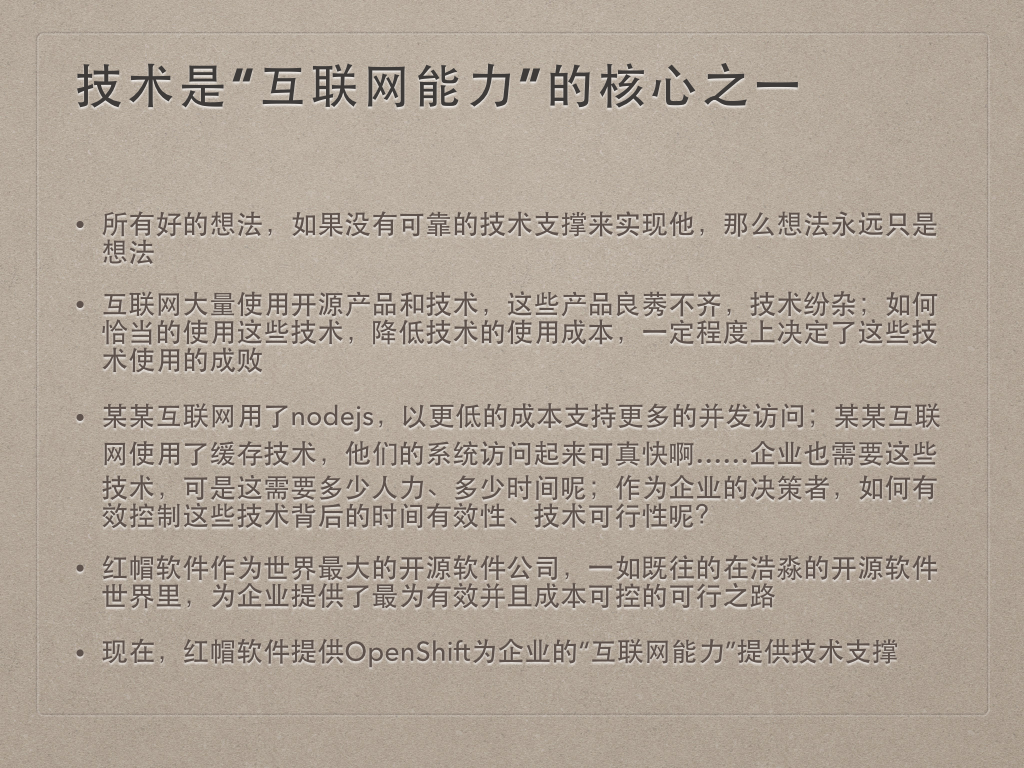 技术是“互联网能力”的核心之一
• 所有好的想法，如果没有可靠的技术支撑来实现他，那么想法永远只是
想法
• 互联网大量使用开源产品和技术，这些产品良莠不齐，技术纷杂；如何
恰当的使用这些技术，降低技术的使用成本，一定程度上决定了这些技
术使用的成败
• 某某互联网用了nodejs，以更低的成本支持更多的并发访问；某某互联
网使用了缓存技术，他们的系统访问起来可真快啊……企业也需要这些
技术，可是这需要多少人力、多少时间呢；作为企业的决策者，如何有
效控制这些技术背后的时间有效性、技术可行性呢？
• 红帽软件作为世界最大的开源软件公司，一如既往的在浩淼的开源软件
世界里，为企业提供了最为有效并且成本可控的可行之路
• 现在，红帽软件提供OpenShift为企业的“互联网能力”提供技术支撑